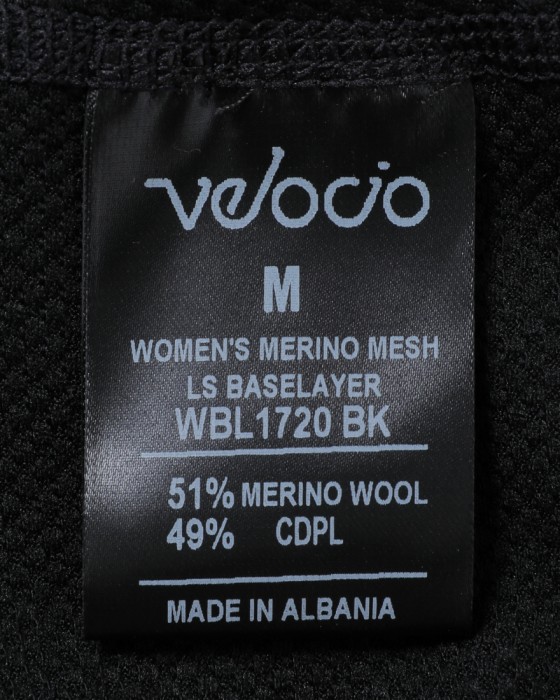 velocio
M
WOMEN'S MERINO MESH
LS BASELAYER
WBL1720 BK
51% MERINO WOOL
49% CDPL
MADE IN ALBANIA